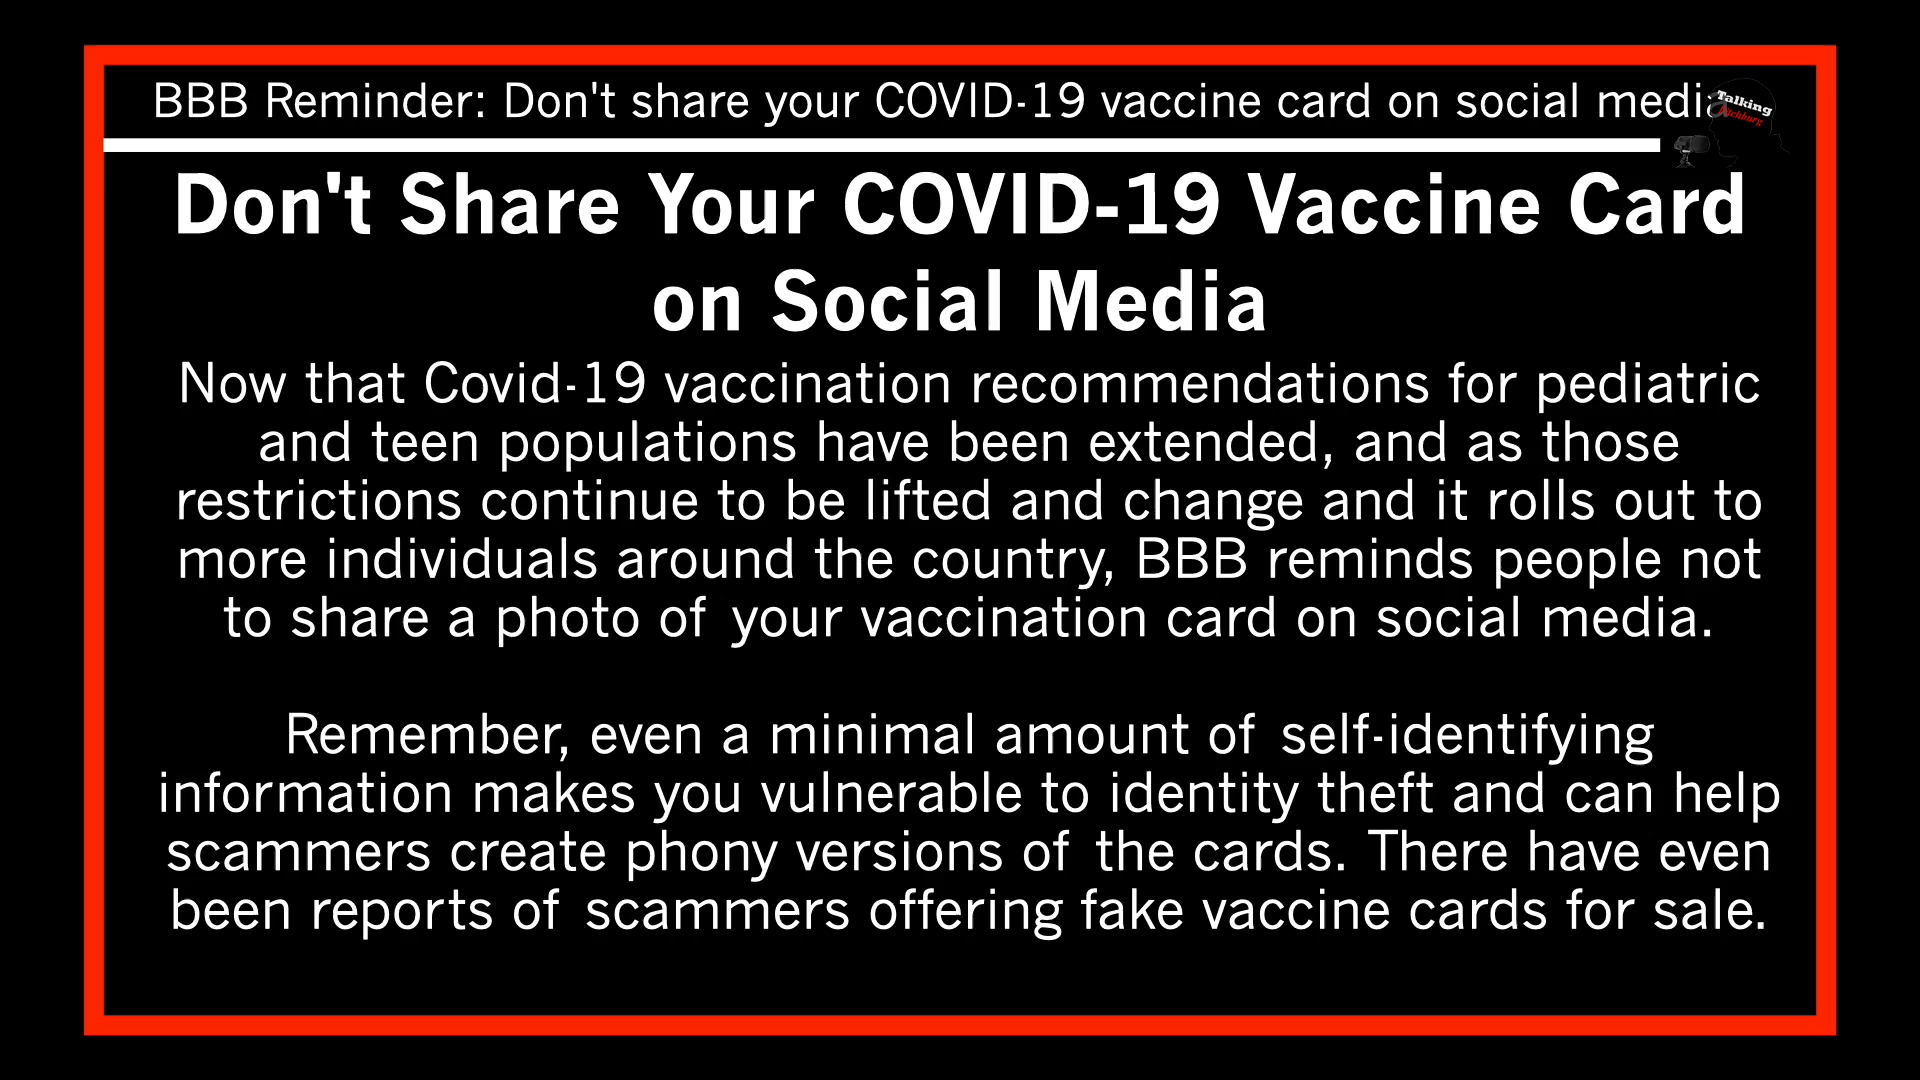 BBB Reminder: Don't share your COVID-19 vaccine card on social medi
Talking
Fitchburg
Don't Share Your COVID-19 Vaccine Card
on Social Media
Now that Covid-19 vaccination recommendations for pediatric
and teen populations have been extended, and as those
restrictions continue to be lifted and change and it rolls out to
more individuals around the country, BBB reminds people not
to share a photo of your vaccination card on social media.
Remember, even a minimal amount of self-identifying
information makes you vulnerable to identity theft and can help
scammers create phony versions of the cards. There have even
been reports of scammers offering fake vaccine cards for sale.